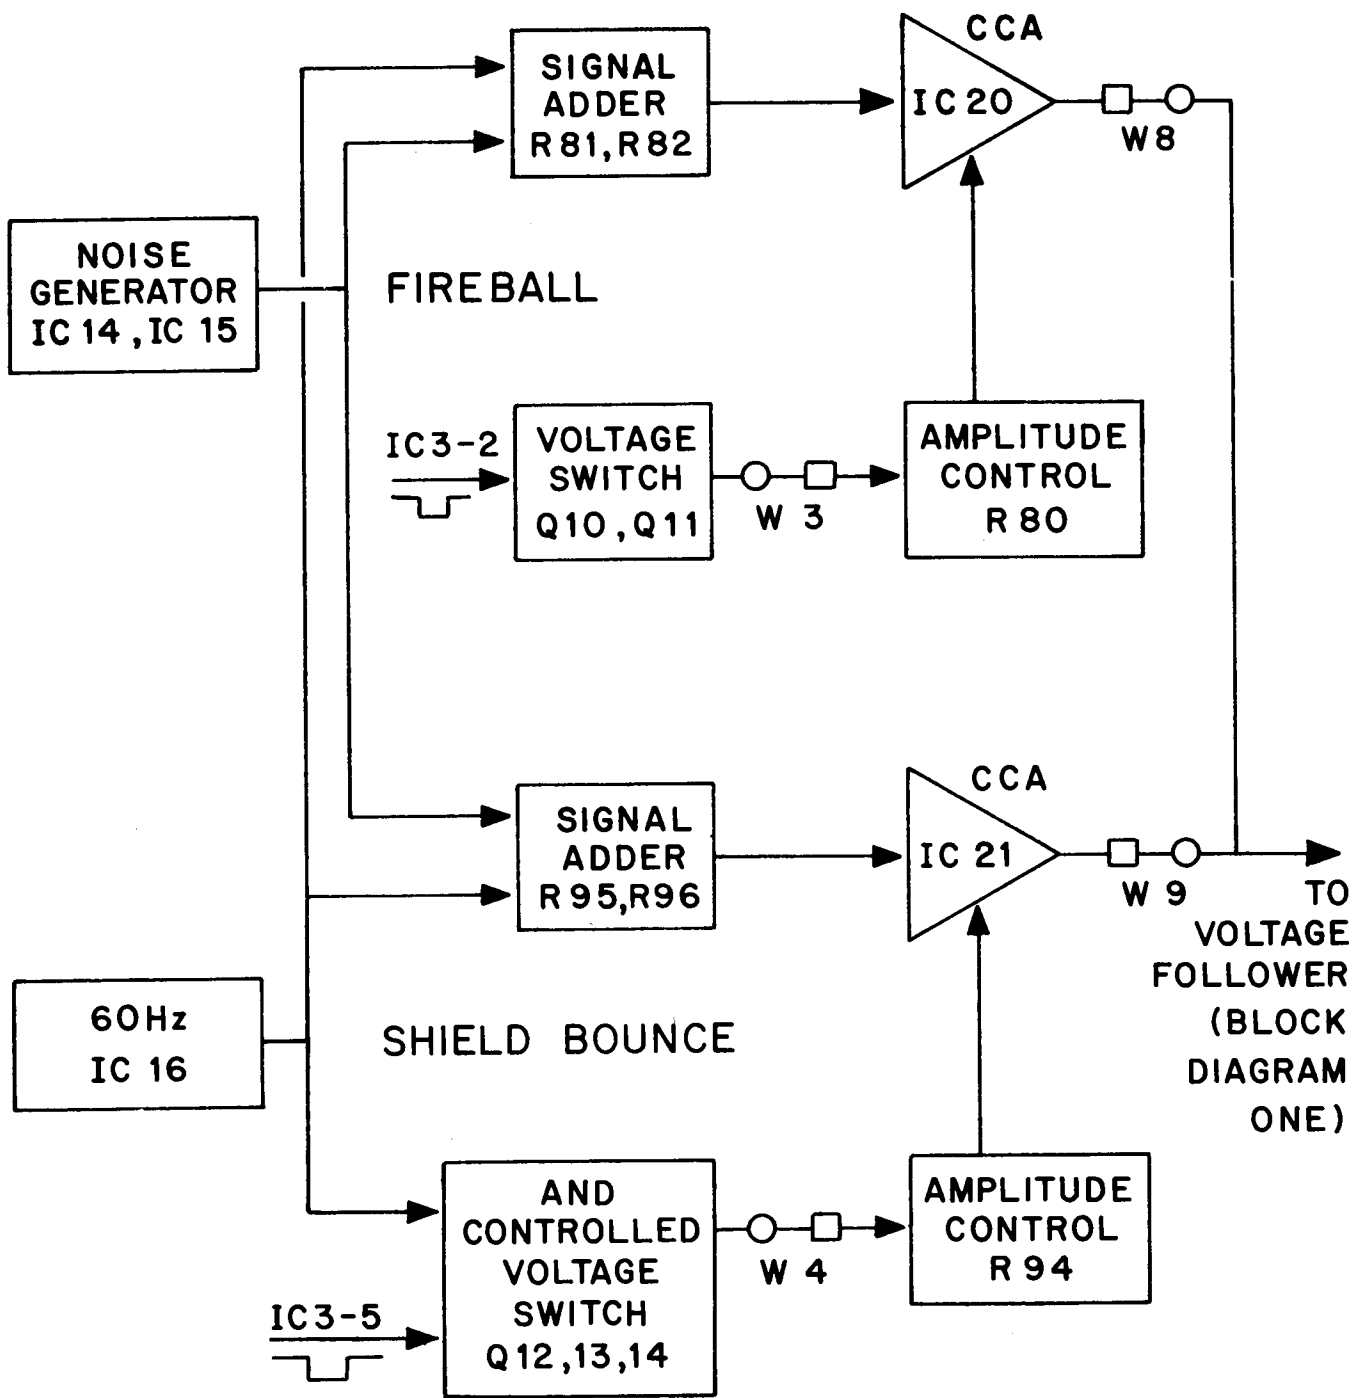 SIGNAL
ADDER
R81,R82
CCA
IC20
W8
NOISE
GENERATOR
IC 14 , IC 15
FIREBALL
IC3-2
VOLTAGE
SWITCH
Q10 , Q11
W 3
AMPLITUDE
CONTROL
R 80
SIGNAL
ADDER
R95,R96
CCA
IC 21
W 9
TO
VOLTAGE
FOLLOWER
(BLOCK
DIAGRAM
ONE)
60Hz
IC 16
SHIELD BOUNCE
AND
CONTROLLED
VOLTAGE
SWITCH
Q12,13,14
IC3-5
W 4
AMPLITUDE
CONTROL
R 94